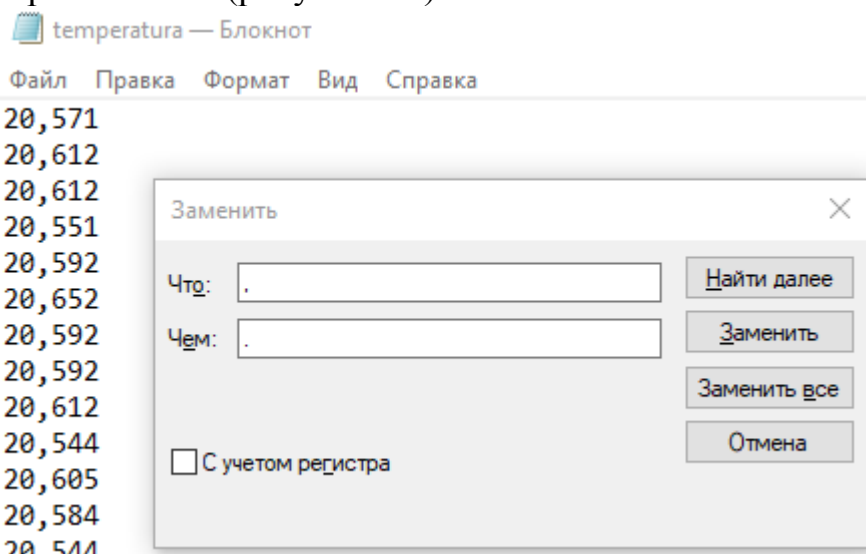 temperatura — Блокнот
Файл Правка Формат Вид Справка
20,571
20,612
20,612
20,551
20,592
20,652
20,592
20,592
20,612
20,544
20,605
20,584
20,544
Заменить
Что: ,
Чем: .
С учетом регистра
Найти далее
Заменить
Заменить все
Отмена